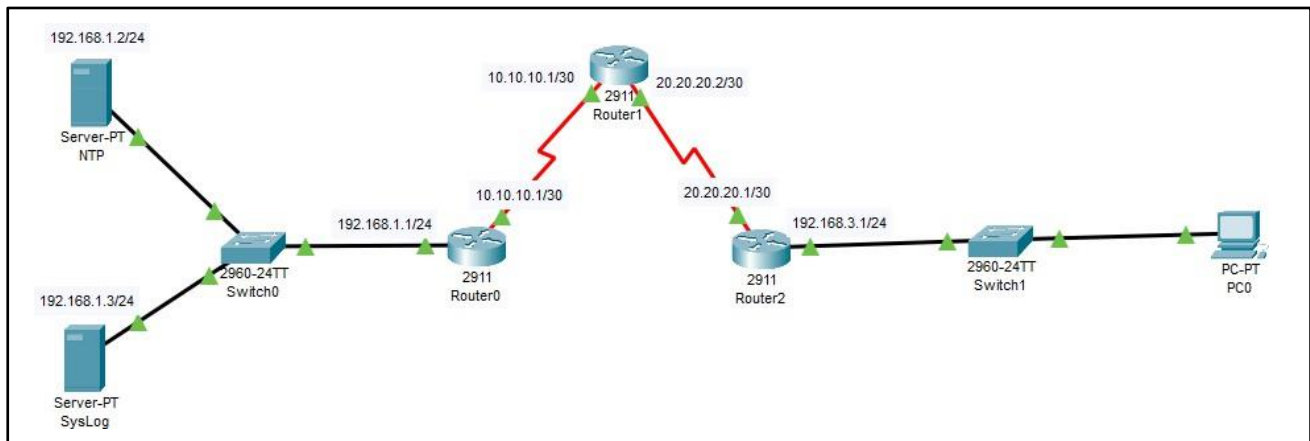 192.168.1.2/24
Server-PT
NTP
192.168.1.3/24
Server-PT
SysLog
2960-24TT
Switch0
192.168.1.1/24
2911
Router0
10.10.10.1/30
10.10.10.1/30
2911
Router1
20.20.20.2/30
20.20.20.1/30
2911
Router2
192.168.3.1/24
2960-24TT
Switch1
PC-PT
PC0